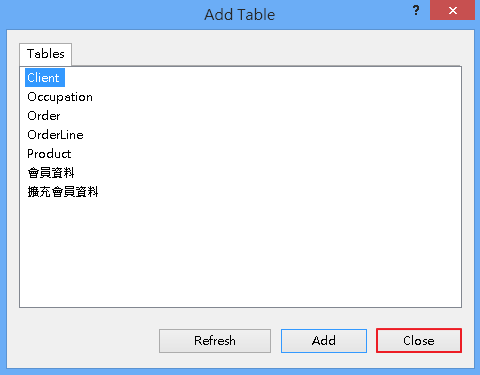 Add Table
?
Tables
Client
Occupation
Order
OrderLine
Product
會員資料
擴充會員資料
Refresh
Add
Close